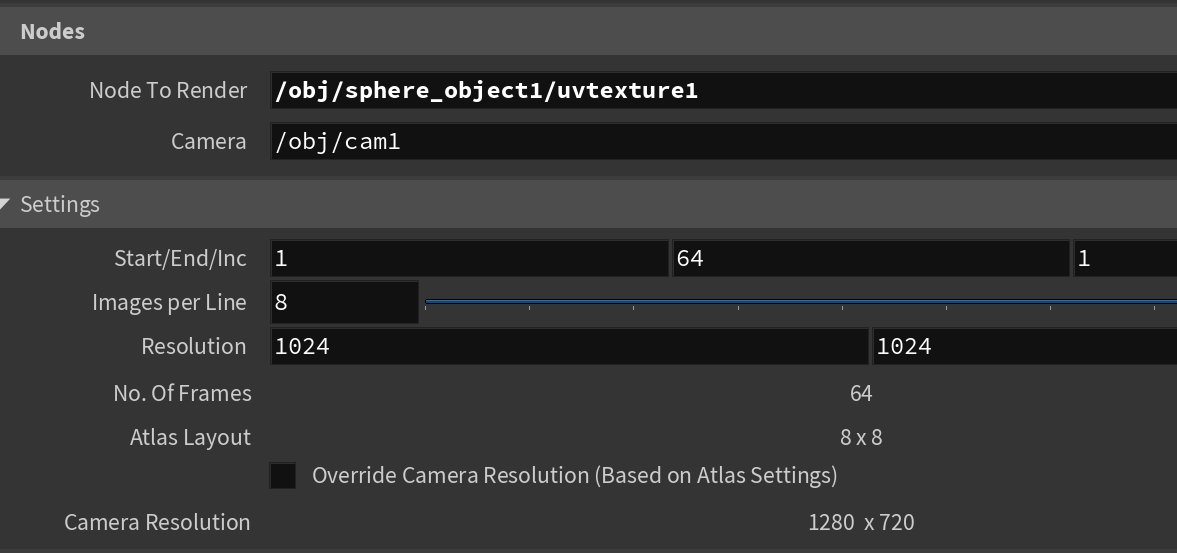 Nodes
Node To Render /obj/sphere_object1/uvtexture1
Camera /obj/cam1
Settings
Start/End/Inc 1 64 1
Images per Line 8
Resolution 1024 1024
No. Of Frames 64
Atlas Layout 8 x 8
Override Camera Resolution (Based on Atlas Settings)
Camera Resolution 1280 x 720